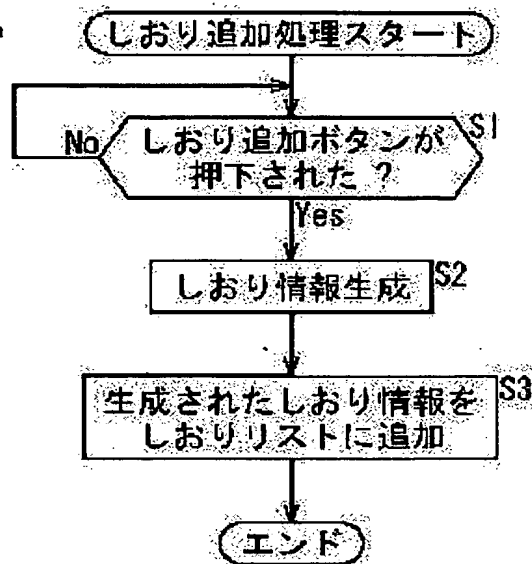 しおり追加処理スタート
しおり追加ボタンが
押下された ?
S1
No
Yes
しおり情報生成
S2
生成されたしおり情報を
しおりリストに追加
S3
エンド